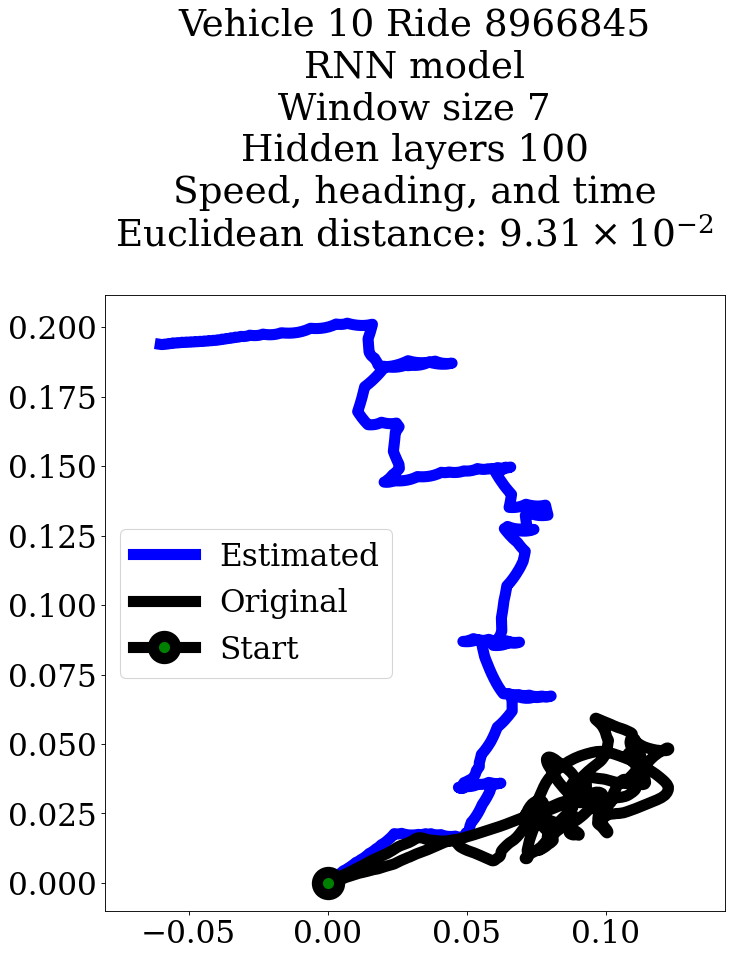 Vehicle 10 Ride 8966845
RNN model
Window size 7
Hidden layers 100
Speed, heading, and time
Euclidean distance: 9.31 × 10⁻²
0.200
0.175
0.150
0.125
0.100
0.075
0.050
0.025
0.000
Estimated
Original
Start
−0.05
0.00
0.05
0.10